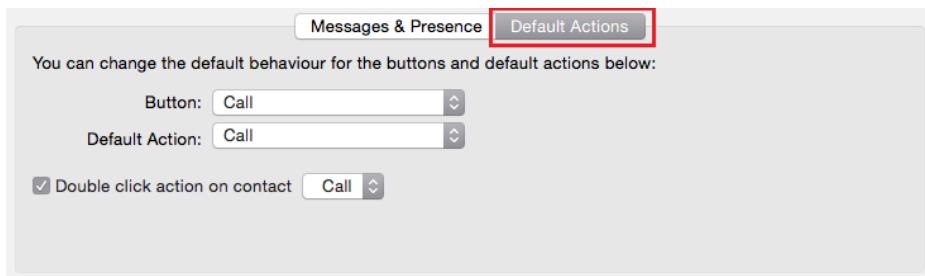 Messages & Presence Default Actions
You can change the default behaviour for the buttons and default actions below:
Button: Call
Default Action: Call
Double click action on contact Call